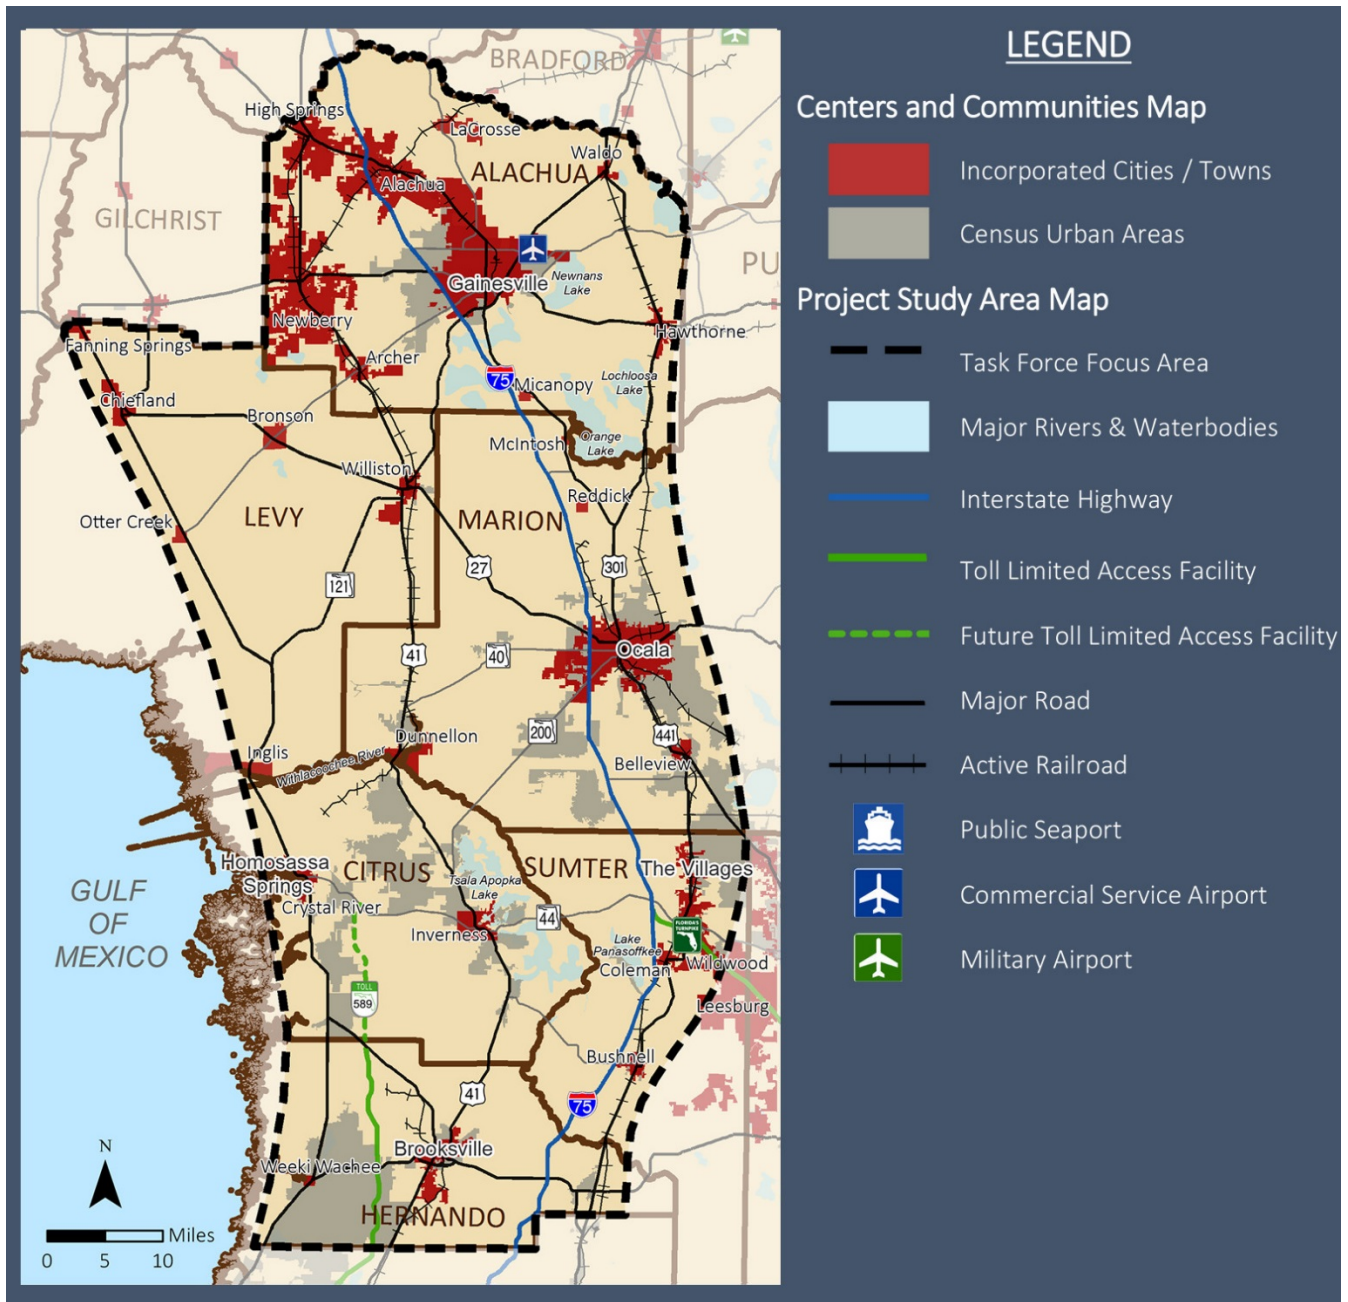 BRADFORD
High Springs
LaCrosse
Waldo
ALACHUA
Alachua
GILCHRIST
PU
Gainesville
Newnans
Lake
Newberry
Hawthorne
Fanning Springs
Archer
75
Micanopy
Lochloosa
Lake
Chiefland
Bronson
McIntosh
Orange
Lake
Williston
Reddick
Otter Creek
LEVY
MARION
27
301
121
Ocala
41
40
200
441
Dunnellon
Inglis
Withlacoochee River
Belleview
Homosassa
Springs
CITRUS
SUMTER
The Villages
Tsala Apopka
Lake
GULF
OF
MEXICO
Crystal River
44
FLORIDA'S
TURNPIKE
Inverness
Lake
Panasoffkee
Coleman
Wildwood
TOLL
589
Leesburg
Bushnell
41
75
Brooksville
Weeki Wachee
HERNANDO
N
Miles
0 5 10
LEGEND
Centers and Communities Map
Incorporated Cities / Towns
Census Urban Areas
Project Study Area Map
Task Force Focus Area
Major Rivers & Waterbodies
Interstate Highway
Toll Limited Access Facility
Future Toll Limited Access Facility
Major Road
Active Railroad
Public Seaport
Commercial Service Airport
Military Airport